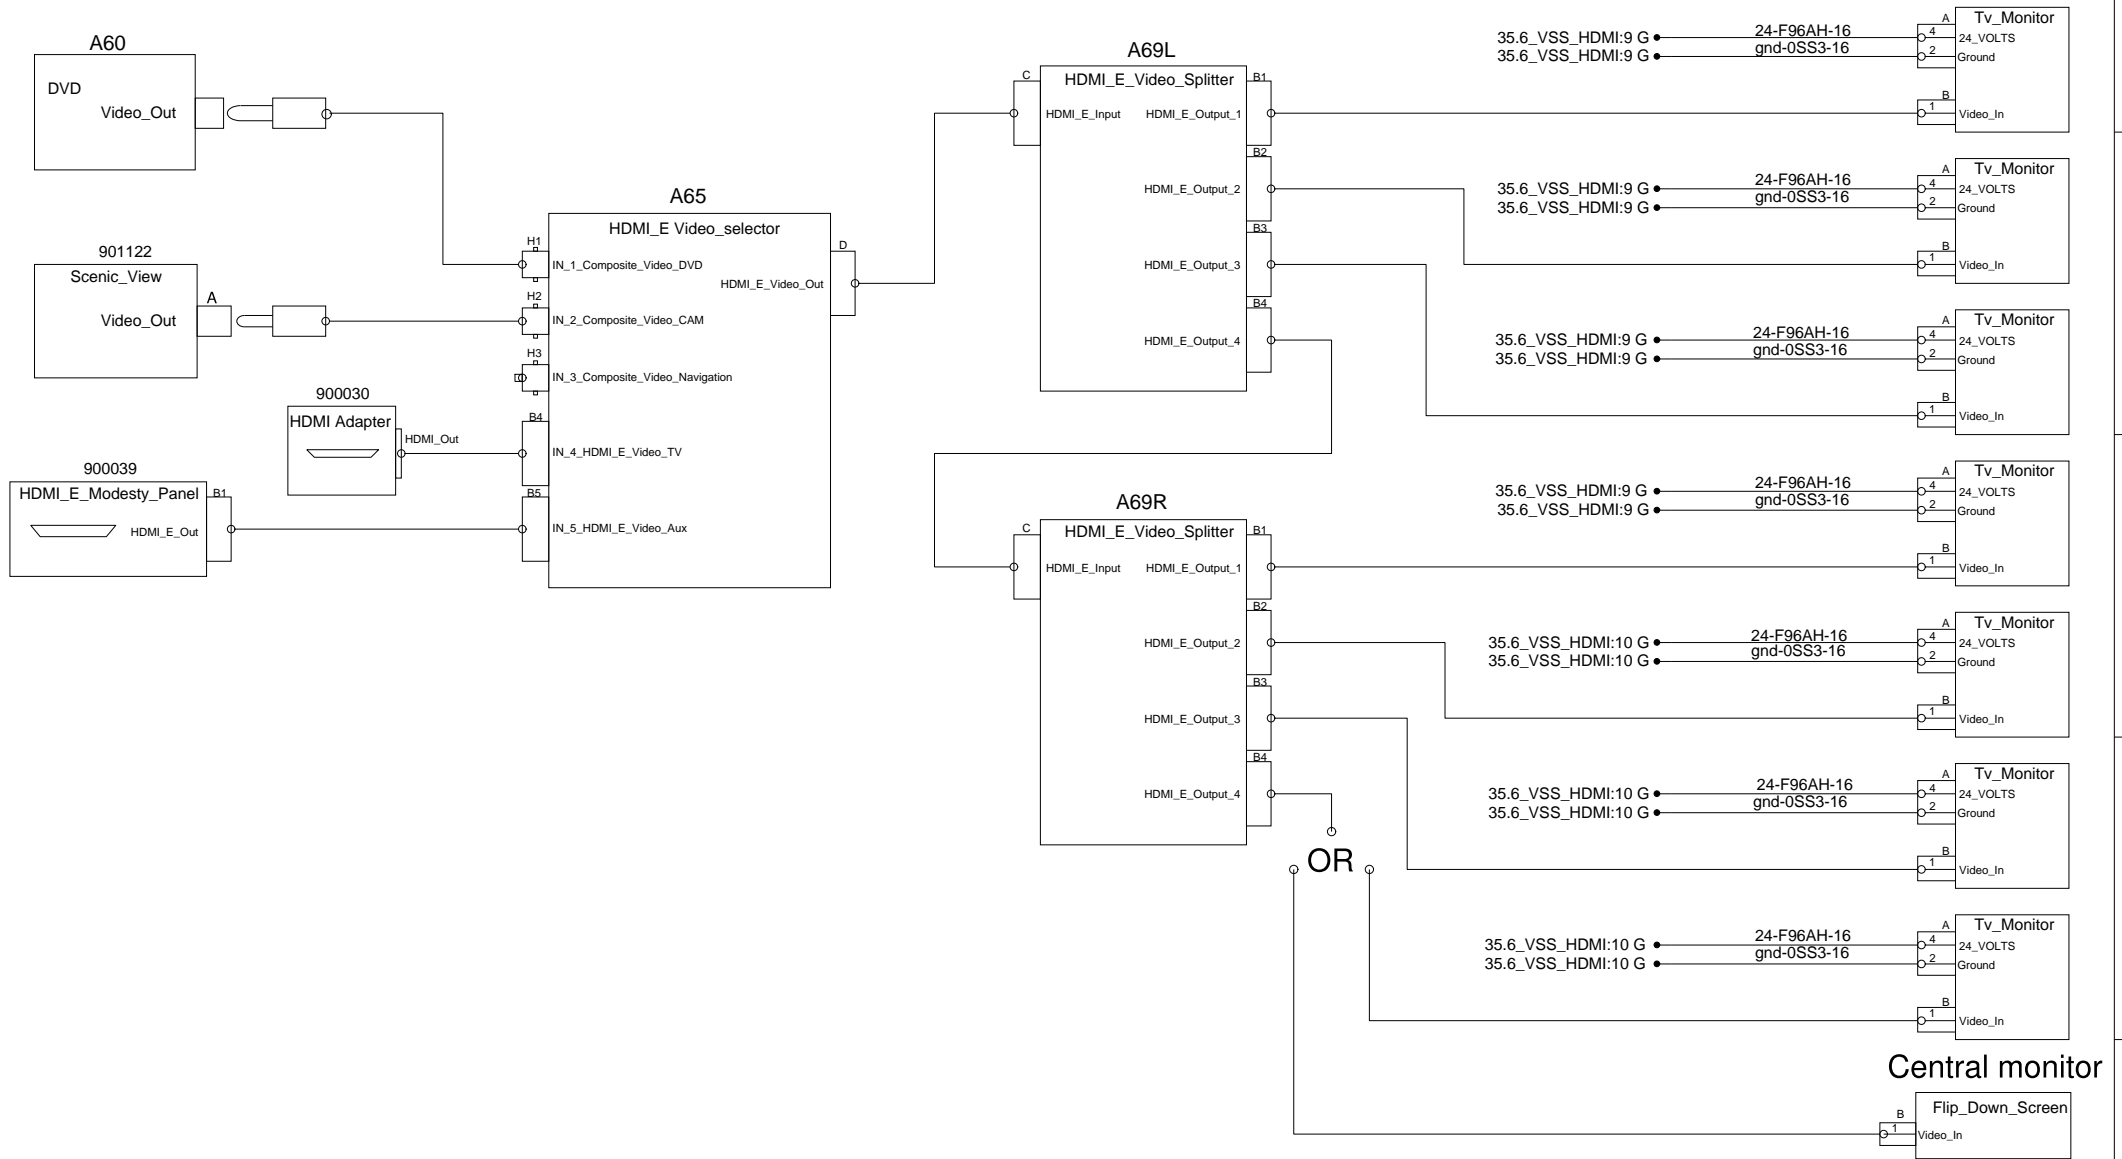 A60
DVD
Video_Out
901122
Scenic_View
A
Video_Out
900030
HDMI Adapter
HDMI_Out
900039
HDMI_E_Modesty_Panel
B1
HDMI_E_Out
A65
HDMI_E Video_selector
H1
IN_1_Composite_Video_DVD
D
HDMI_E_Video_Out
H2
IN_2_Composite_Video_CAM
H3
IN_3_Composite_Video_Navigation
B4
IN_4_HDMI_E_Video_TV
B5
IN_5_HDMI_E_Video_Aux
A69L
C
HDMI_E_Video_Splitter
B1
HDMI_E_Input
HDMI_E_Output_1
B2
HDMI_E_Output_2
B3
HDMI_E_Output_3
B4
HDMI_E_Output_4
A69R
C
HDMI_E_Video_Splitter
B1
HDMI_E_Input
HDMI_E_Output_1
B2
HDMI_E_Output_2
B3
HDMI_E_Output_3
B4
HDMI_E_Output_4
OR
A
Tv_Monitor
35.6_VSS_HDMI:9 G
24-F96AH-16
4
24_VOLTS
35.6_VSS_HDMI:9 G
gnd-0SS3-16
2
Ground
B
1
Video_In
A
Tv_Monitor
35.6_VSS_HDMI:9 G
24-F96AH-16
4
24_VOLTS
35.6_VSS_HDMI:9 G
gnd-0SS3-16
2
Ground
B
1
Video_In
A
Tv_Monitor
35.6_VSS_HDMI:9 G
24-F96AH-16
4
24_VOLTS
35.6_VSS_HDMI:9 G
gnd-0SS3-16
2
Ground
B
1
Video_In
A
Tv_Monitor
35.6_VSS_HDMI:9 G
24-F96AH-16
4
24_VOLTS
35.6_VSS_HDMI:9 G
gnd-0SS3-16
2
Ground
B
1
Video_In
A
Tv_Monitor
35.6_VSS_HDMI:10 G
24-F96AH-16
4
24_VOLTS
35.6_VSS_HDMI:10 G
gnd-0SS3-16
2
Ground
B
1
Video_In
A
Tv_Monitor
35.6_VSS_HDMI:10 G
24-F96AH-16
4
24_VOLTS
35.6_VSS_HDMI:10 G
gnd-0SS3-16
2
Ground
B
1
Video_In
A
Tv_Monitor
35.6_VSS_HDMI:10 G
24-F96AH-16
4
24_VOLTS
35.6_VSS_HDMI:10 G
gnd-0SS3-16
2
Ground
B
1
Video_In
Central monitor
B
Flip_Down_Screen
1
Video_In